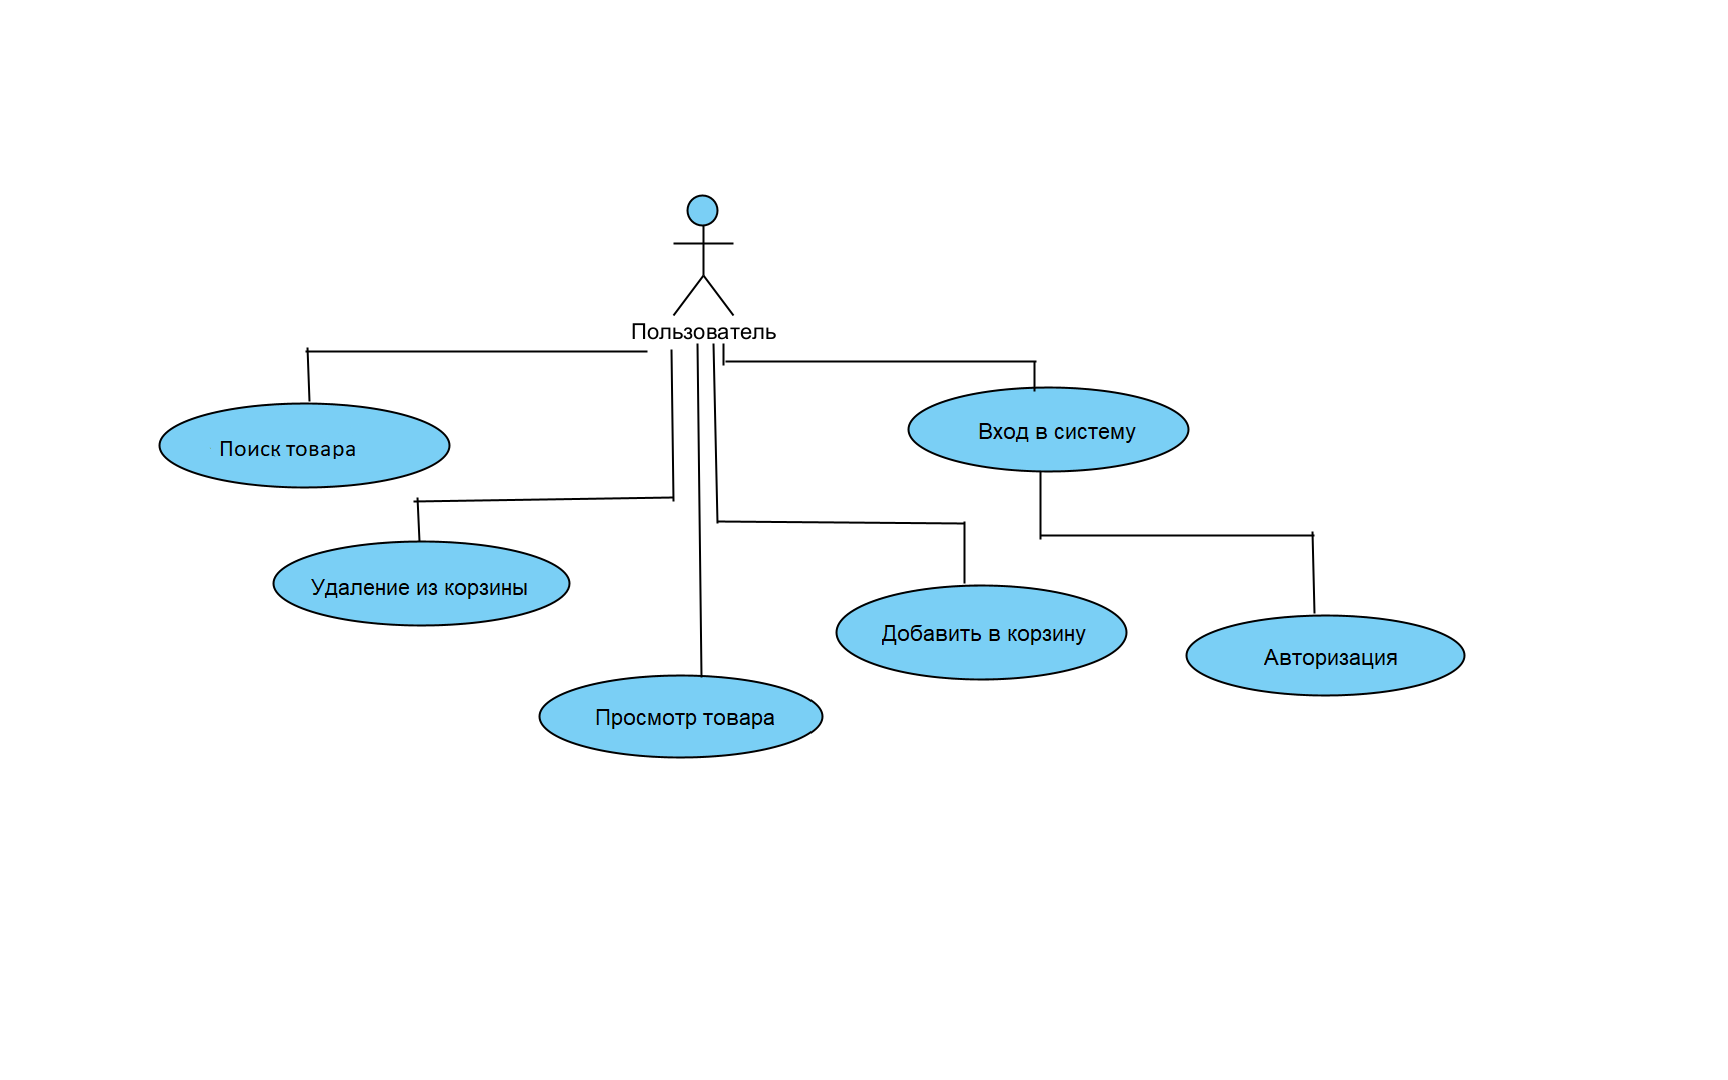 Пользователь
Вход в систему
Поиск товара
Удаление из корзины
Добавить в корзину
Авторизация
Просмотр товара